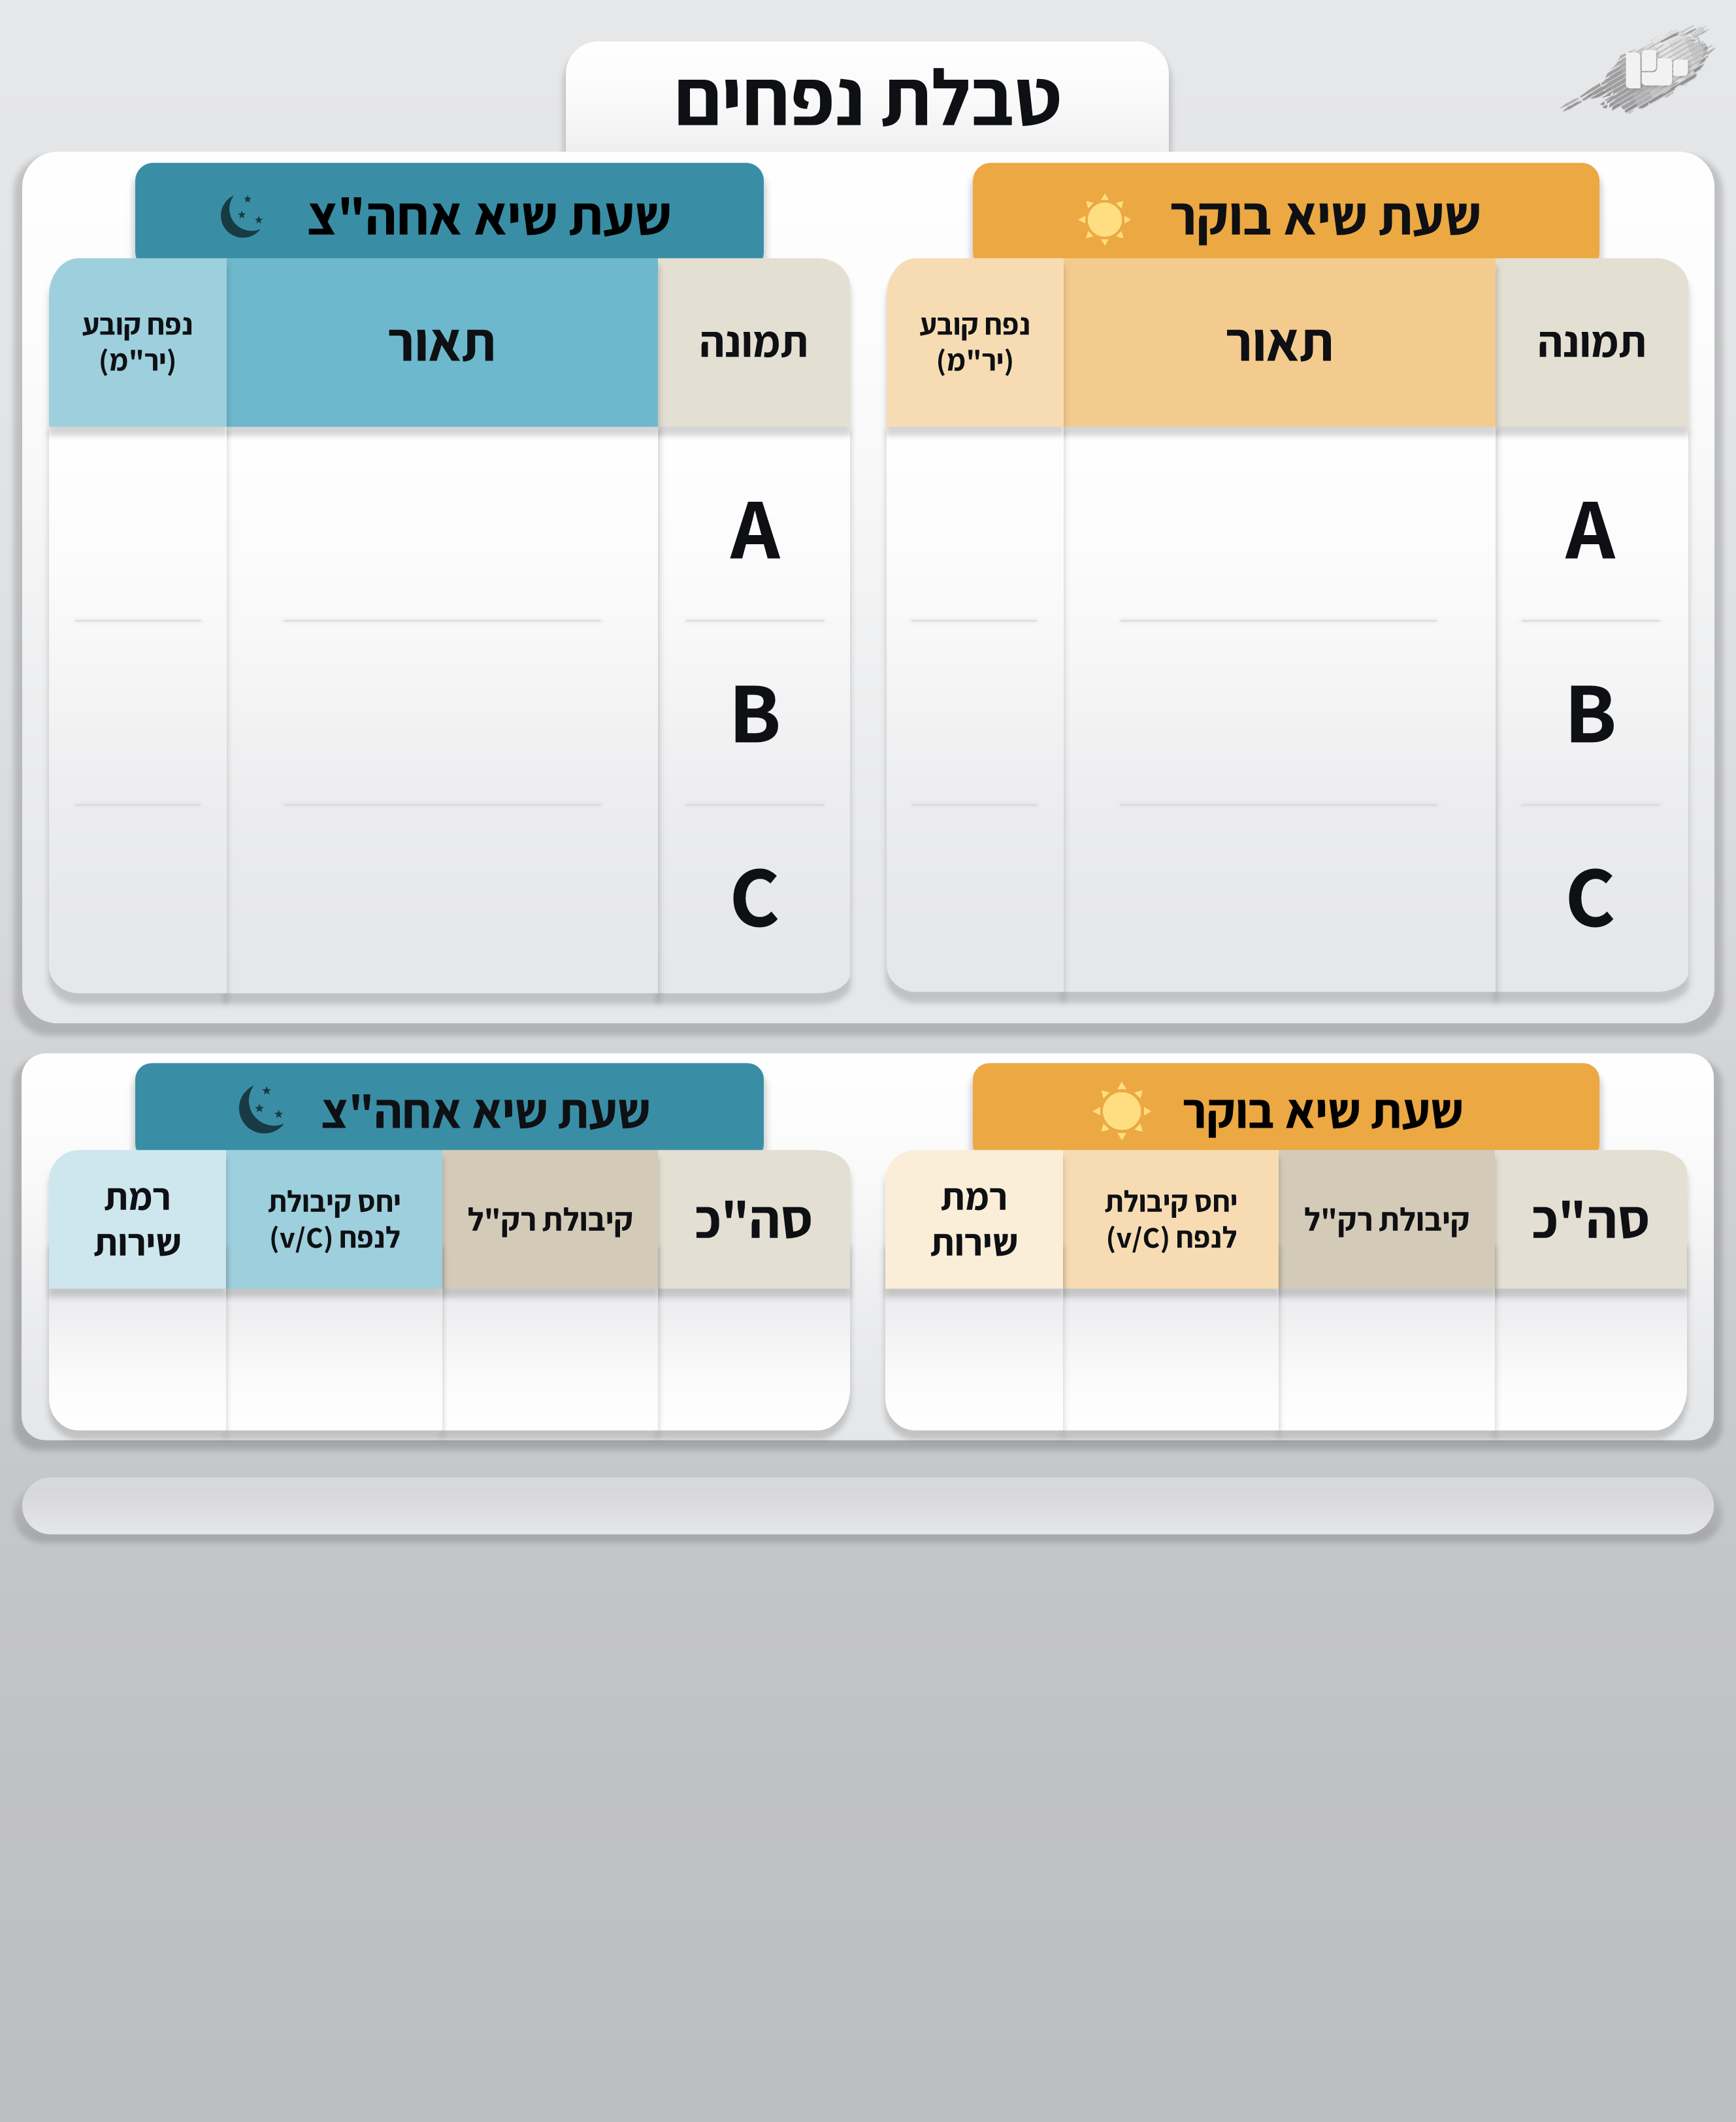 טבלת נפחים
שעת שיא בוקר
תמונה
תאור
נפח קובע
(יר"מ)
A
B
C
שעת שיא אחה"צ
תמונה
תאור
נפח קובע
(יר"מ)
A
B
C
שעת שיא בוקר
סה"כ
קיבולת רק"ל
יחס קיבולת
לנפח (v/C)
רמת
שירות
שעת שיא אחה"צ
סה"כ
קיבולת רק"ל
יחס קיבולת
לנפח (v/C)
רמת
שירות